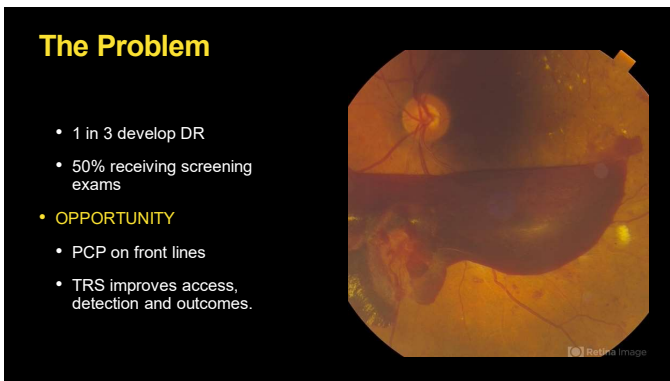 The Problem
• 1 in 3 develop DR
• 50% receiving screening
exams
• OPPORTUNITY
• PCP on front lines
• TRS improves access,
detection and outcomes.
Retina Image